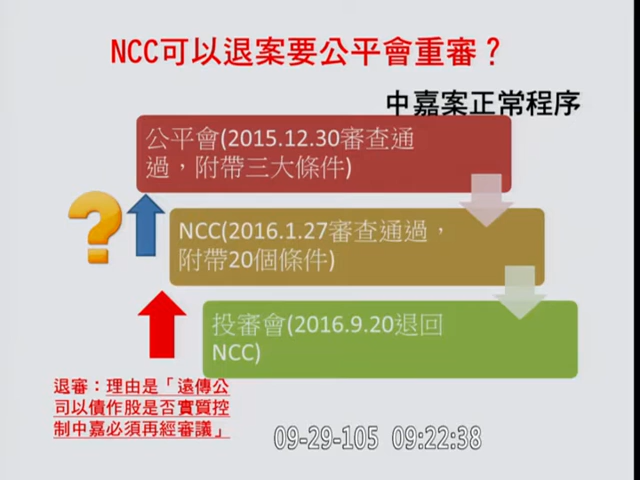 NCC可以退案要公平會重審？
中嘉案正常程序
公平會(2015.12.30審查通
過，附帶三大條件)
?
NCC(2016.1.27審查通過，
附帶20個條件)
投審會(2016.9.20退回
NCC)
退審：理由是「遠傳公
司以債作股是否實質控
制中嘉必須再經審議」
09-29-105 09:22:38